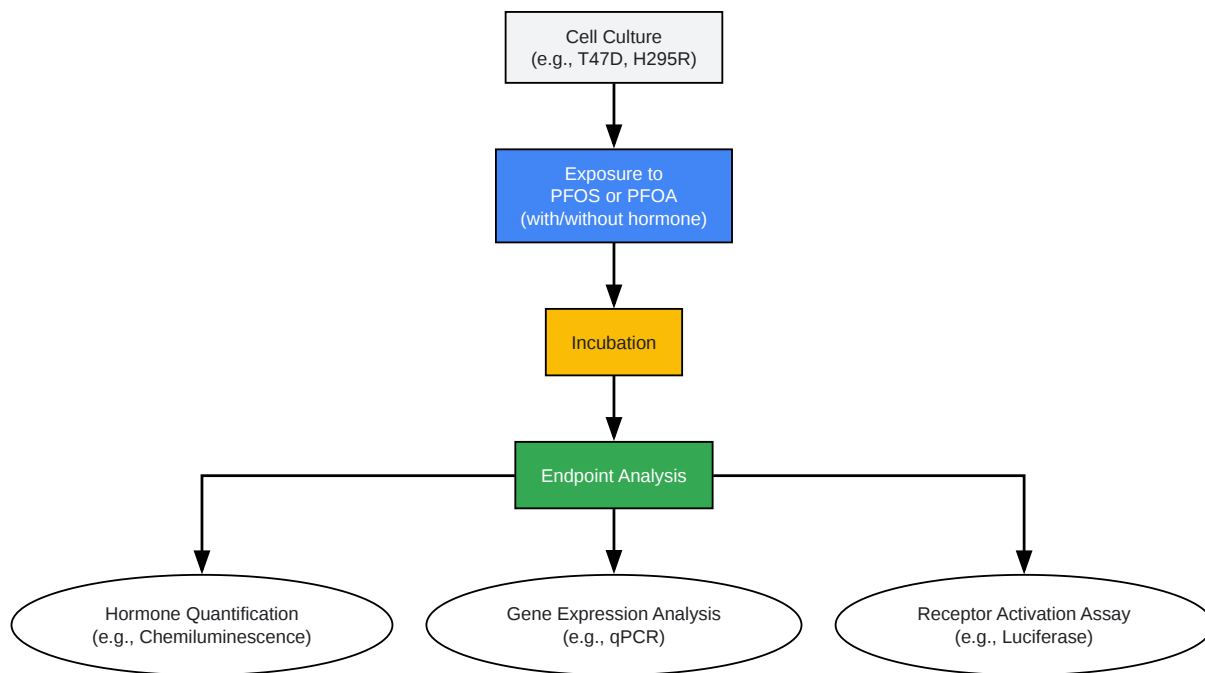 Cell Culture
(e.g., T47D, H295R)
Exposure to
PFOS or PFOA
(with/without hormone)
Incubation
Endpoint Analysis
Hormone Quantification
(e.g., Chemiluminescence)
Gene Expression Analysis
(e.g., qPCR)
Receptor Activation Assay
(e.g., Luciferase)